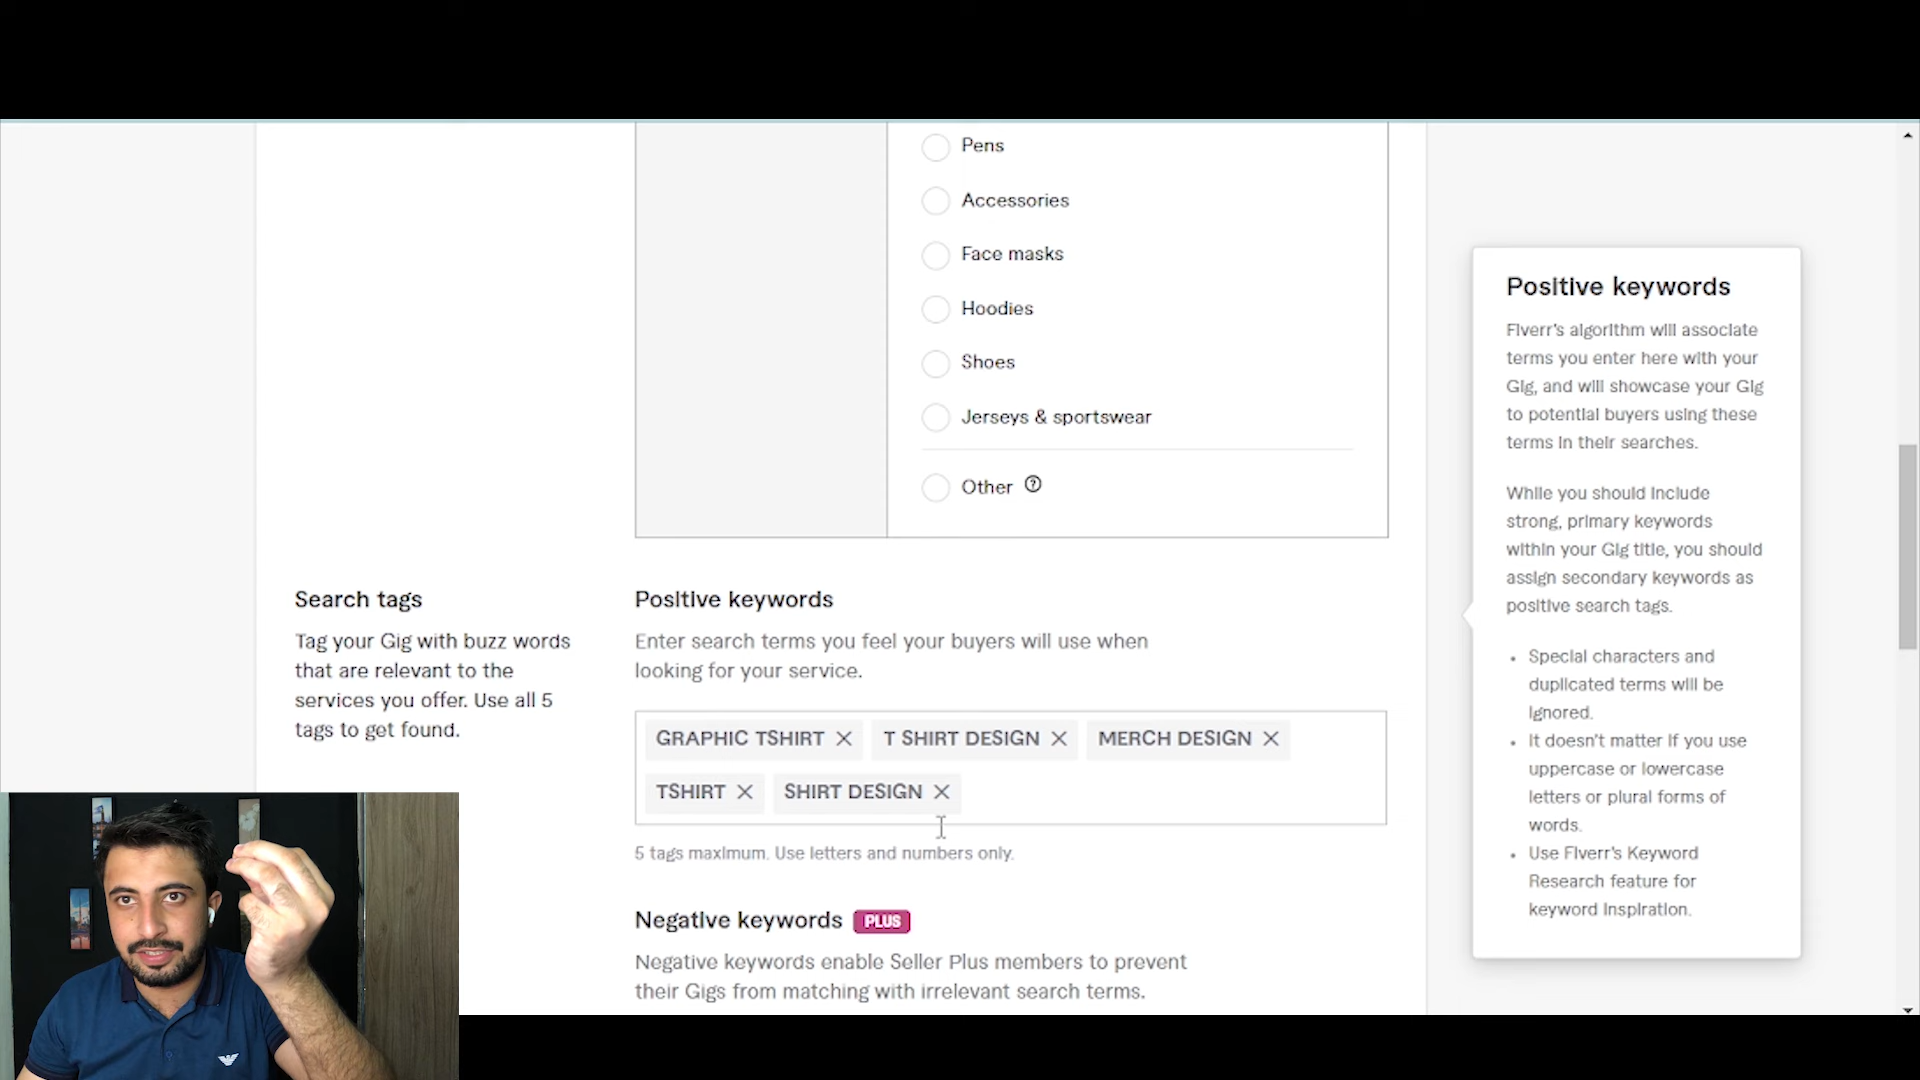 Pens
Accessories
Face masks
Hoodies
Shoes
Jerseys & sportswear
Other ?
Search tags
Tag your Gig with buzz words
that are relevant to the
services you offer. Use all 5
tags to get found.
Positive keywords
Enter search terms you feel your buyers will use when
looking for your service.
GRAPHIC TSHIRT X T SHIRT DESIGN X MERCH DESIGN X
TSHIRT X SHIRT DESIGN X
5 tags maximum. Use letters and numbers only.
Negative keywords PLUS
Negative keywords enable Seller Plus members to prevent
their Gigs from matching with irrelevant search terms.
Positive keywords
Fiverr's algorithm will associate
terms you enter here with your
Gig, and will showcase your Gig
to potential buyers using these
terms in their searches.
While you should include
strong, primary keywords
within your Gig title, you should
assign secondary keywords as
positive search tags.
• Special characters and
duplicated terms will be
ignored.
• It doesn't matter if you use
uppercase or lowercase
letters or plural forms of
words.
• Use Fiverr's Keyword
Research feature for
keyword inspiration.